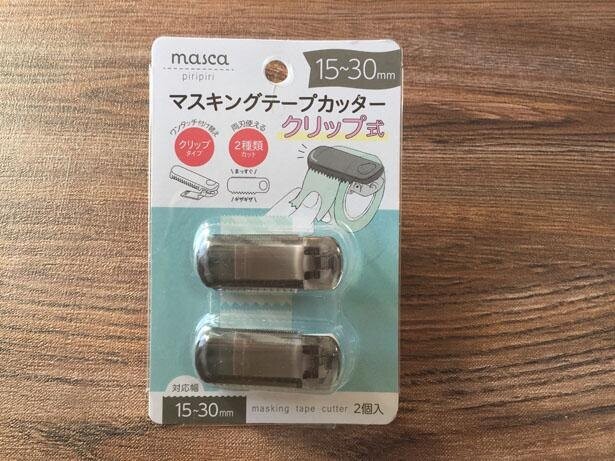 masca
piripiri
15~30mm
マスキングテープカッター
クリップ式
ワンタッチ付け替え
クリップ
タイプ
両刃使える
2種類
カット
\まっすぐ/
/ギザギザ\
対応幅
15~30mm
masking tape cutter 2個入